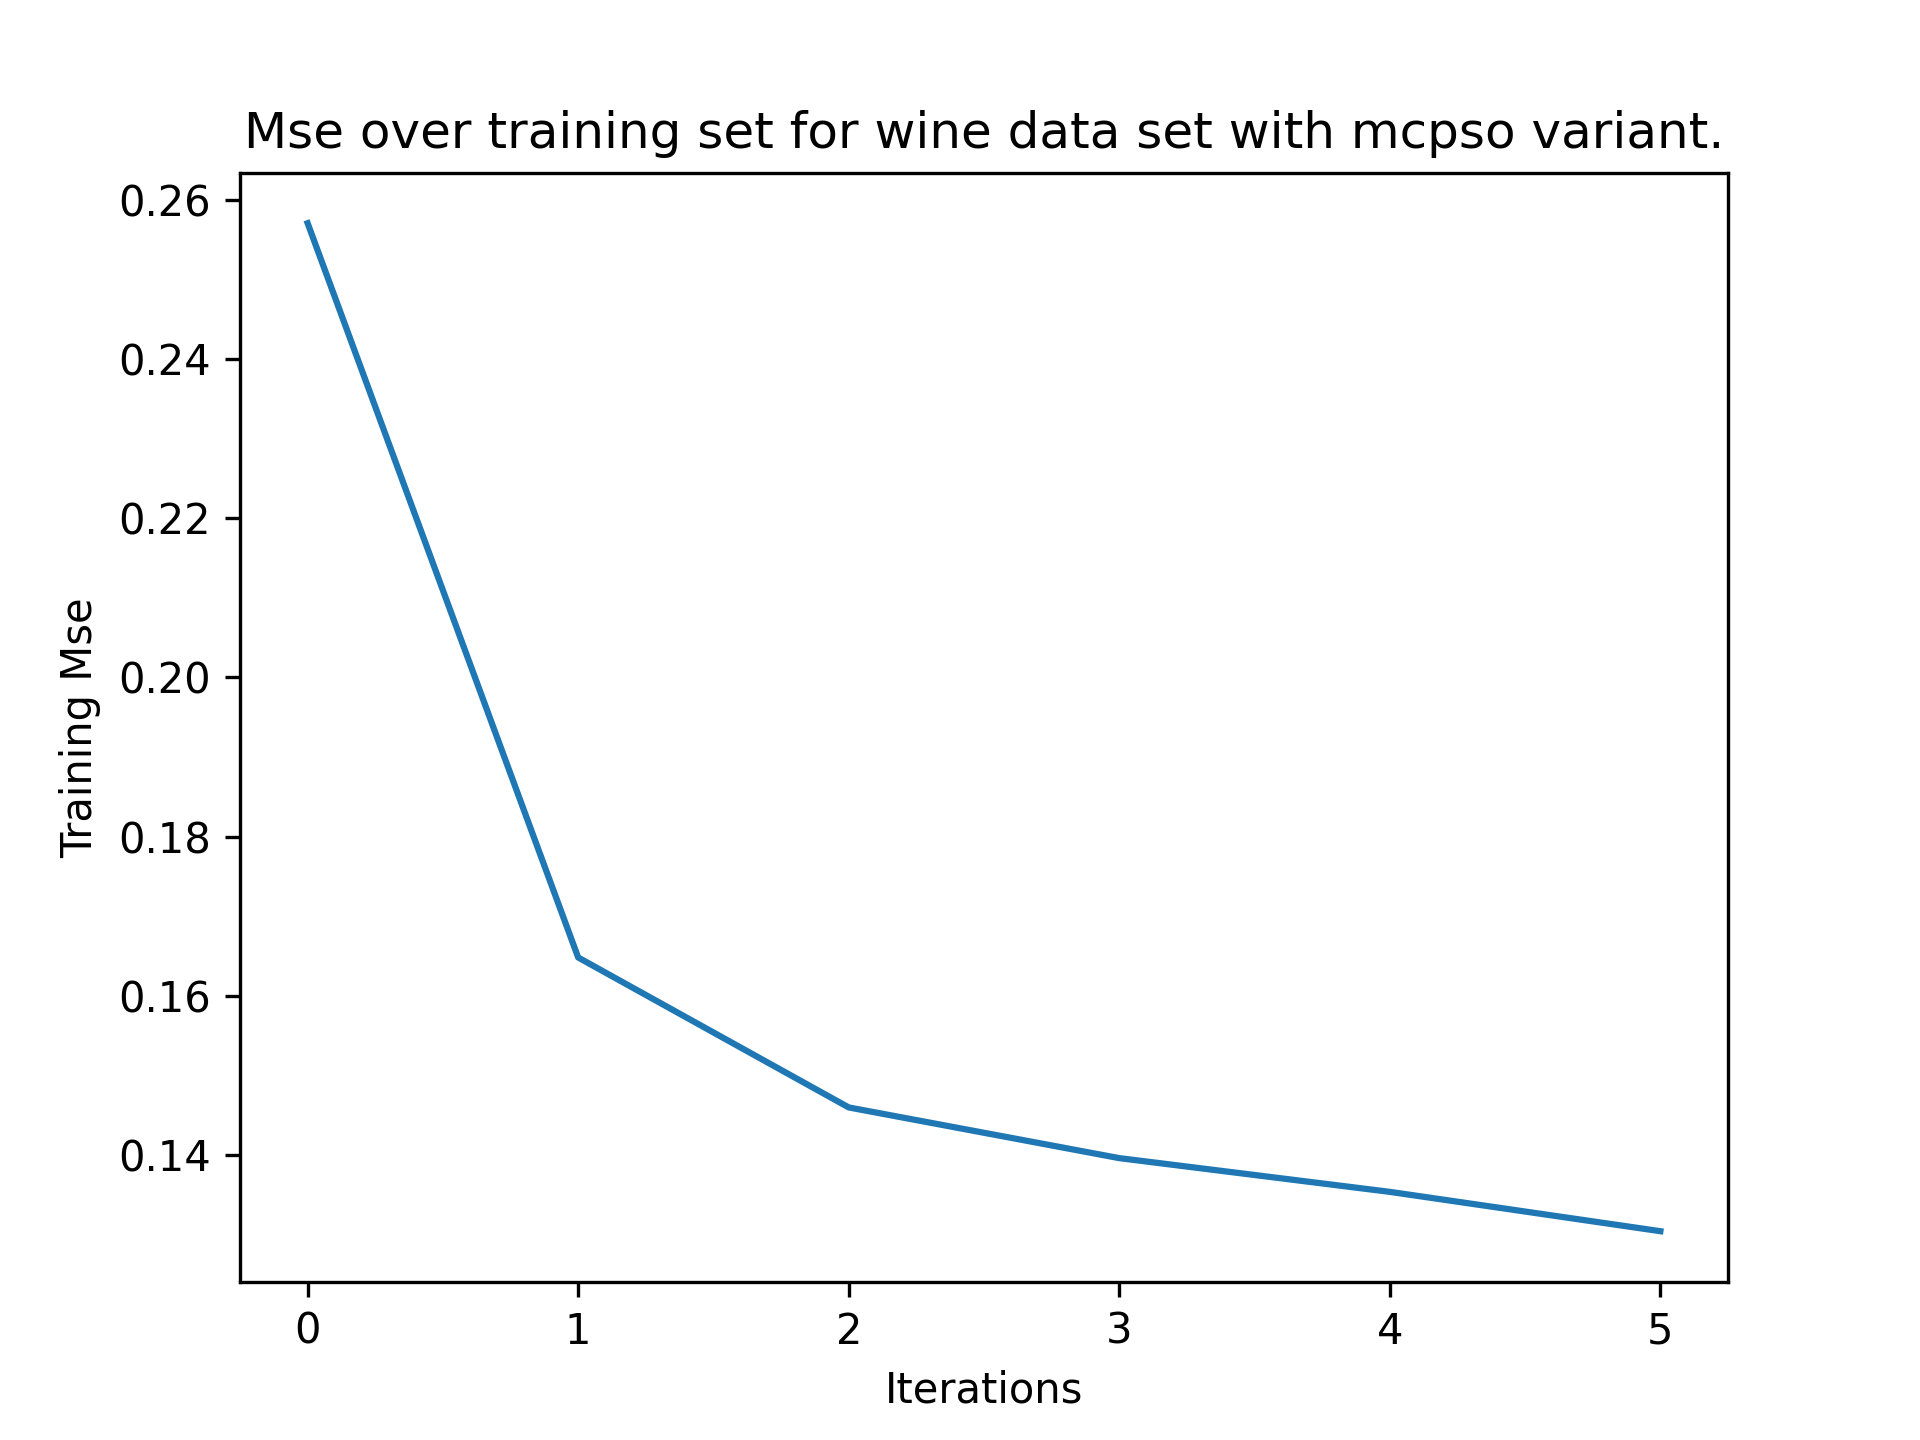 Mse over training set for wine data set with mcpso variant.
0.26
0.24
0.22
0.20
0.18
0.16
0.14
Training Mse
0 1 2 3 4 5
Iterations